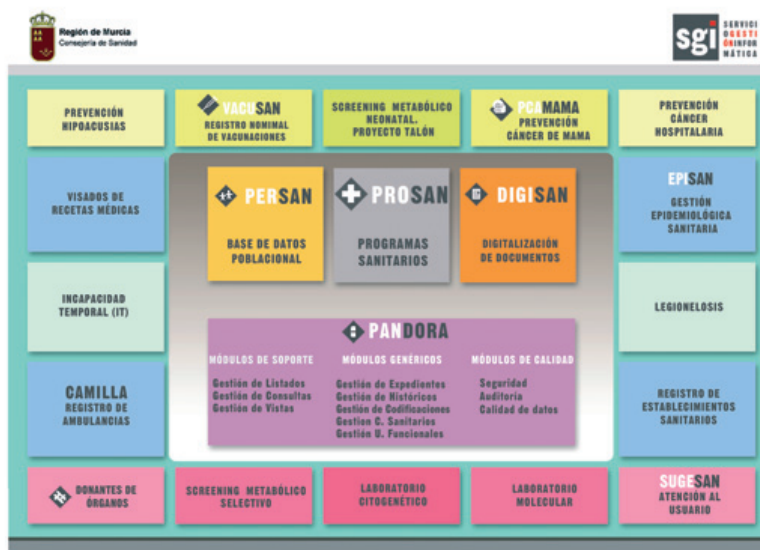 Región de Murcia
Consejería de Sanidad
sgi
SERVICI
OGESTI
ÓNINFOR
MÁTICA
PREVENCIÓN
HIPOACUSIAS
VACUSAN
REGISTRO NOMIMAL
DE VACUNACIONES
SCREENING METABÓLICO
NEONATAL.
PROYECTO TALÓN
PCAMAMA
PREVENCIÓN
CÁNCER DE MAMA
PREVENCIÓN
CÁNCER
HOSPITALARIA
VISADOS DE
RECETAS MÉDICAS
PERSAN
BASE DE DATOS
POBLACIONAL
PROSAN
PROGRAMAS
SANITARIOS
DIGISAN
DIGITALIZACIÓN
DE DOCUMENTOS
EPISAN
GESTIÓN
EPIDEMIOLÓGICA
SANITARIA
INCAPACIDAD
TEMPORAL (IT)
LEGIONELOSIS
PANDORA
MÓDULOS DE SOPORTE
Gestión de Listados
Gestión de Consultas
Gestión de Vistas
MÓDULOS GENÉRICOS
Gestión de Expedientes
Gestión de Históricos
Gestión de Codificaciones
Gestion C. Sanitarios
Gestión U. Funcionales
MÓDULOS DE CALIDAD
Seguridad
Auditoría
Calidad de datos
CAMILLA
REGISTRO DE
AMBULANCIAS
REGISTRO DE
ESTABLECIMIENTOS
SANITARIOS
DONANTES DE
ÓRGANOS
SCREENING METABÓLICO
SELECTIVO
LABORATORIO
CITOGENÉTICO
LABORATORIO
MOLECULAR
SUGESAN
ATENCIÓN AL
USUARIO